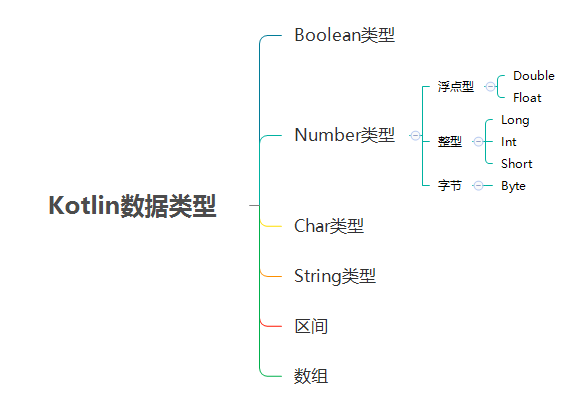 Kotlin数据类型
Boolean类型
Number类型
浮点型
Double
Float
整型
Long
Int
Short
字节
Byte
Char类型
String类型
区间
数组